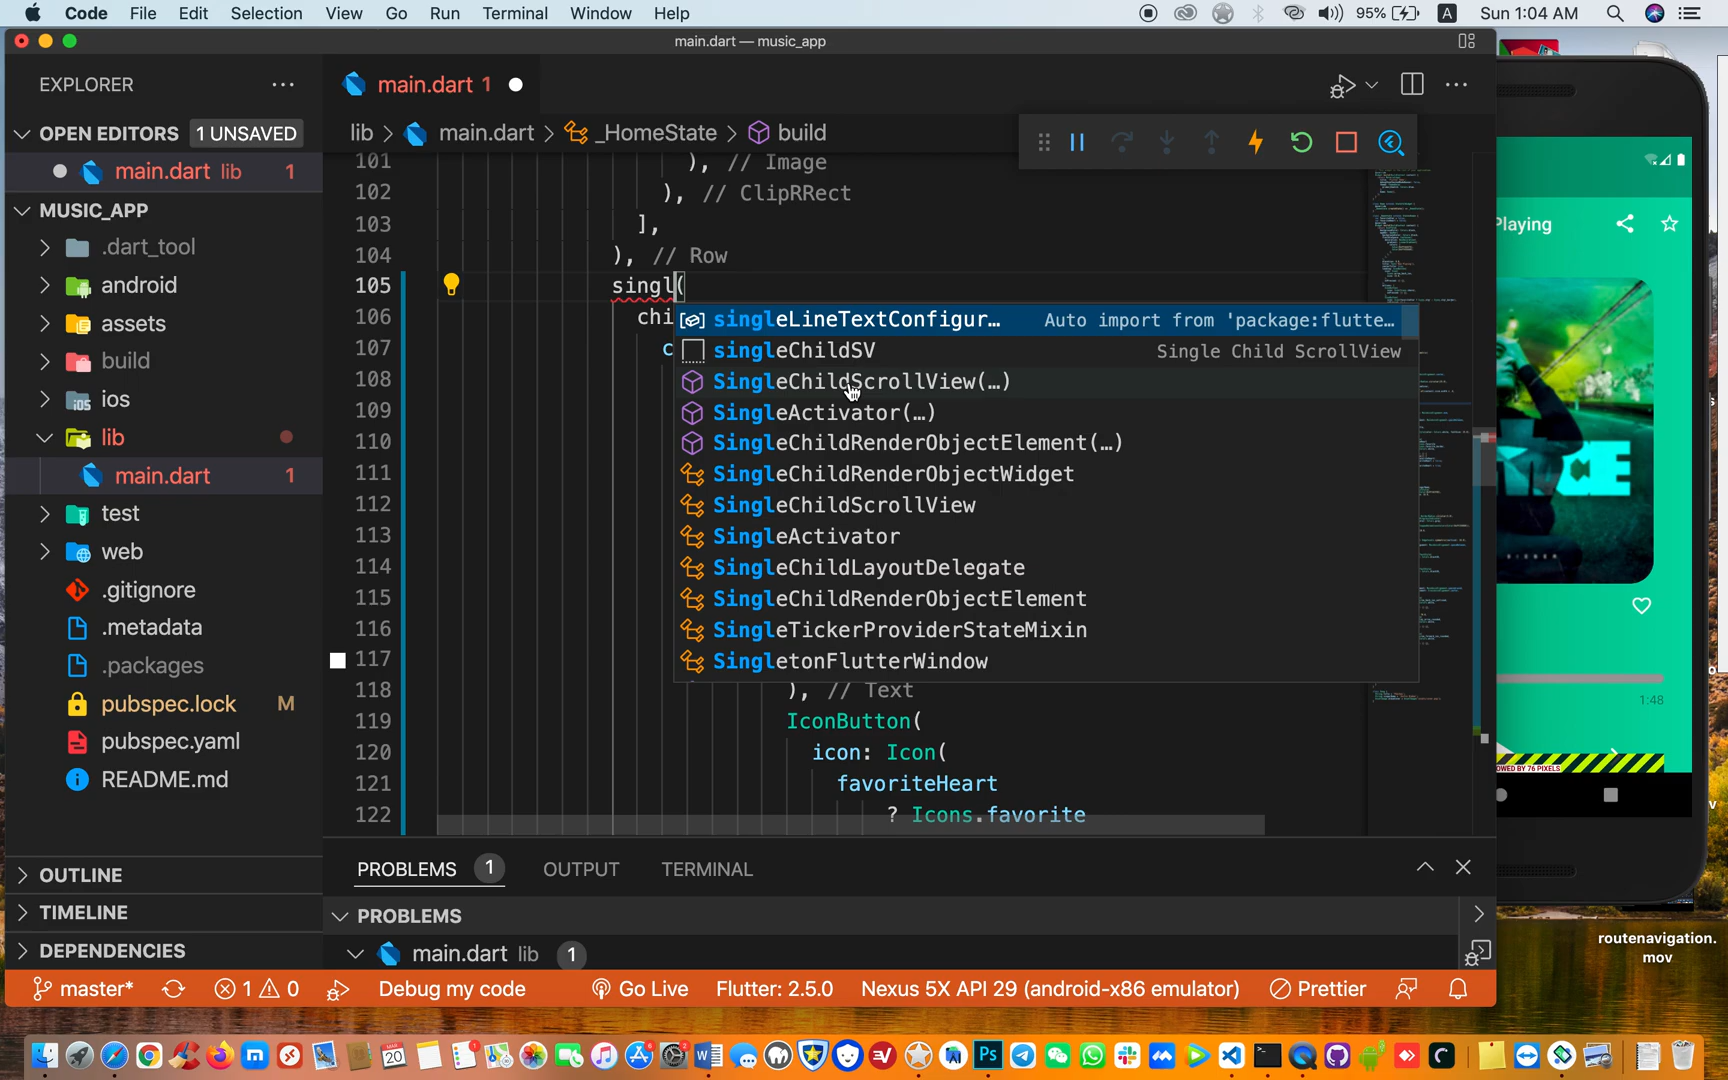 Code File Edit Selection View Go Run Terminal Window Help 95% A Sun 1:04 AM
main.dart — music_app
EXPLORER
main.dart 1
OPEN EDITORS 1 UNSAVED
lib > main.dart > _HomeState > build
main.dart lib 1
MUSIC_APP
.dart_tool
android
assets
build
ios
lib
main.dart 1
test
web
.gitignore
.metadata
.packages
pubspec.lock M
pubspec.yaml
README.md
OUTLINE
TIMELINE
DEPENDENCIES
101 ), // Image
102 ), // ClipRRect
103 ],
104 ), // Row
105 singl(
106 chi
107 c
108
109
110
111
112
113
114
115
116
117
118 ), // Text
119 IconButton(
120 icon: Icon(
121 favoriteHeart
122 ? Icons.favorite
singleLineTextConfigur… Auto import from 'package:flutte…
singleChildSV Single Child ScrollView
SingleChildScrollView(…)
SingleActivator(…)
SingleChildRenderObjectElement(…)
SingleChildRenderObjectWidget
SingleChildScrollView
SingleActivator
SingleChildLayoutDelegate
SingleChildRenderObjectElement
SingleTickerProviderStateMixin
SingletonFlutterWindow
PROBLEMS 1 OUTPUT TERMINAL
PROBLEMS
main.dart lib 1
master* 1 0 Debug my code Go Live Flutter: 2.5.0 Nexus 5X API 29 (android-x86 emulator) Prettier
Playing
1:48
OWED BY 76 PIXELS
routenavigation.
mov